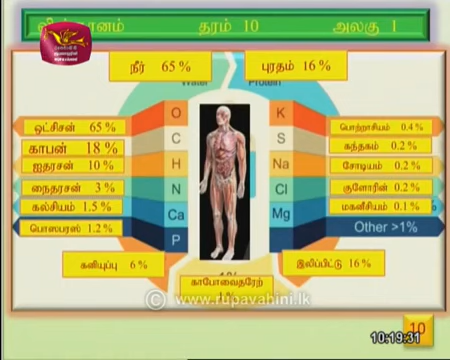 தரம் 10
அலகு 1
நீர் 65 %
புரதம் 16 %
Protein
ஒட்சிசன் 65 %
காபன் 18 %
ஐதரசன் 10 %
நைதரசன் 3 %
கல்சியம் 1.5 %
பொஸ்பரஸ் 1.2 %
O
C
H
N
Ca
P
K
S
Na
Cl
Mg
பொற்றாசியம் 0.4 %
கந்தகம் 0.2 %
சோடியம் 0.2 %
குளோரின் 0.2 %
மகனீசியம் 0.1 %
Other >1%
கனியுப்பு 6 %
காபோவைதரேற்
1 %
இலிப்பிட்டு 16 %
© www.rupavahini.lk
10
10:19:31